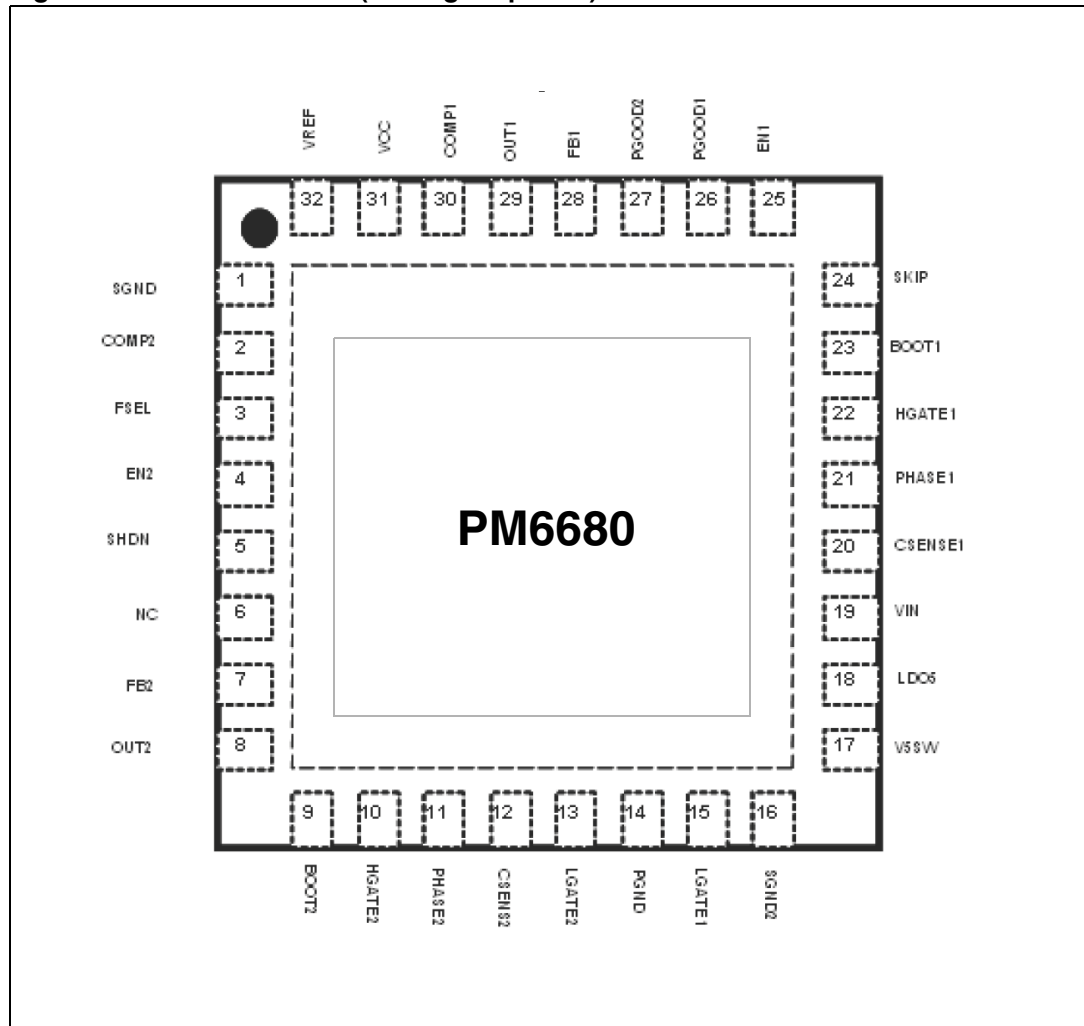 VREF VCC COMP1 OUT1 FB1 PGOOD2 PGOOD1 EN1
32 31 30 29 28 27 26 25
SGND 1
COMP2 2
FSEL 3
EN2 4
SHDN 5
NC 6
FB2 7
OUT2 8
PM6680
24 SKIP
23 BOOT1
22 HGATE1
21 PHASE1
20 CSENSE1
19 VIN
18 LDO5
17 V5SW
9 10 11 12 13 14 15 16
BOOT2 HGATE2 PHASE2 CSENS2 LGATE2 PGND LGATE1 SGND2